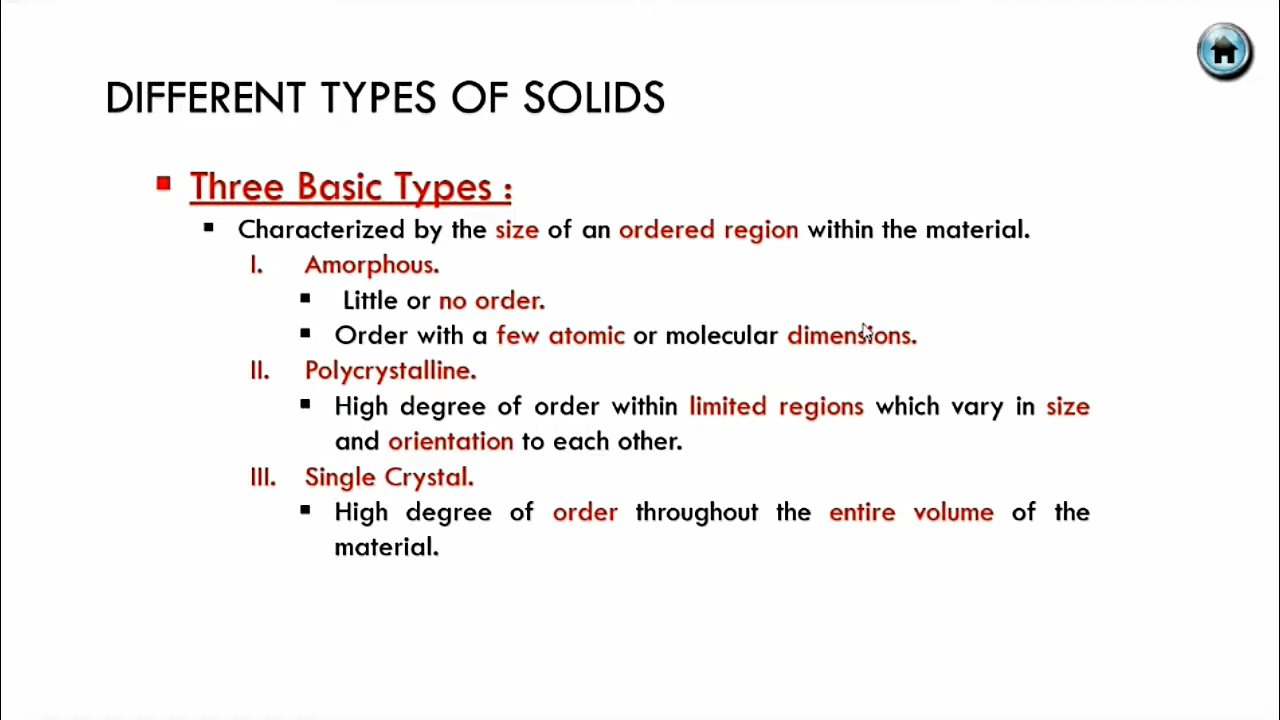 DIFFERENT TYPES OF SOLIDS
▪ Three Basic Types :
▪ Characterized by the size of an ordered region within the material.
I. Amorphous.
▪ Little or no order.
▪ Order with a few atomic or molecular dimensions.
II. Polycrystalline.
▪ High degree of order within limited regions which vary in size
and orientation to each other.
III. Single Crystal.
▪ High degree of order throughout the entire volume of the
material.